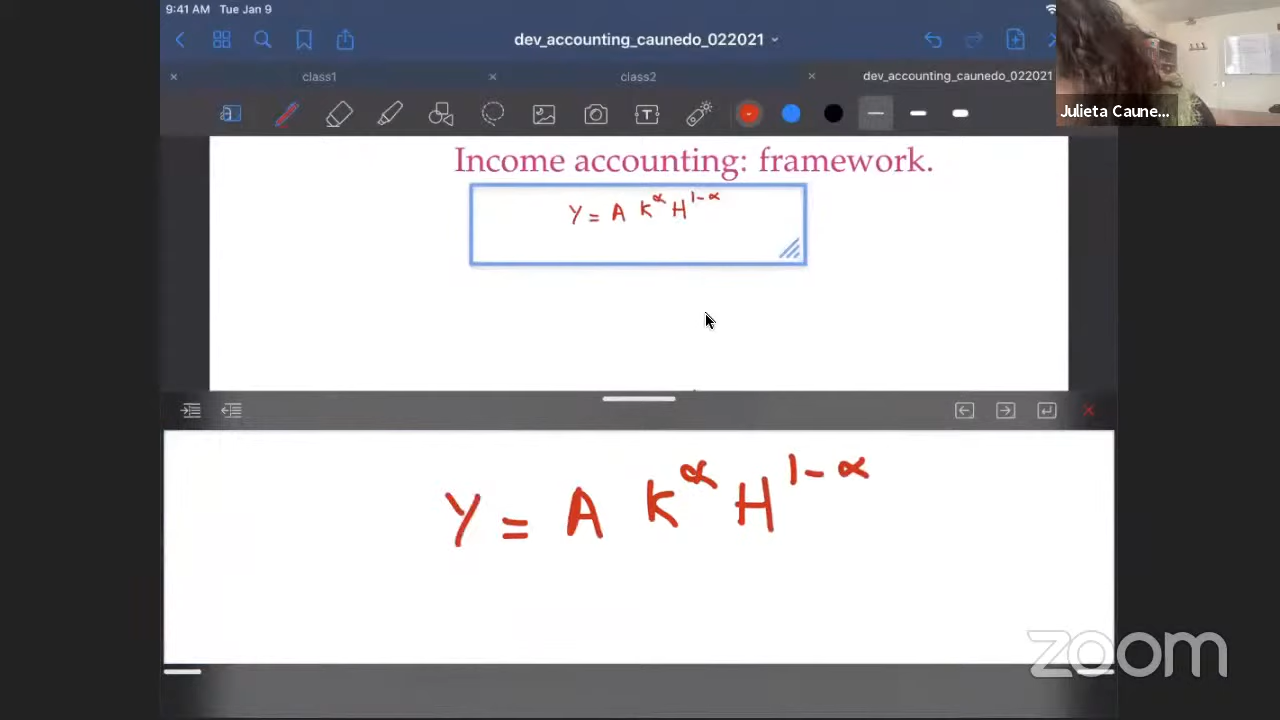 9:41 AM Tue Jan 9
dev_accounting_caunedo_022021
class1
class2
dev_accounting_caunedo_022021
Julieta Caune...
Income accounting: framework.
Y = A K^α H^1-α
Y = A K^α H^1-α
zoom